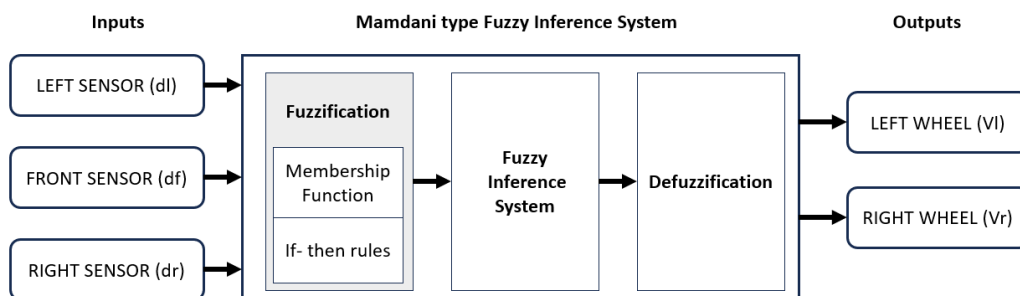 Inputs
Mamdani type Fuzzy Inference System
Outputs
LEFT SENSOR (dl)
FRONT SENSOR (df)
RIGHT SENSOR (dr)
Fuzzification
Membership
Function
If- then rules
Fuzzy
Inference
System
Defuzzification
LEFT WHEEL (Vl)
RIGHT WHEEL (Vr)